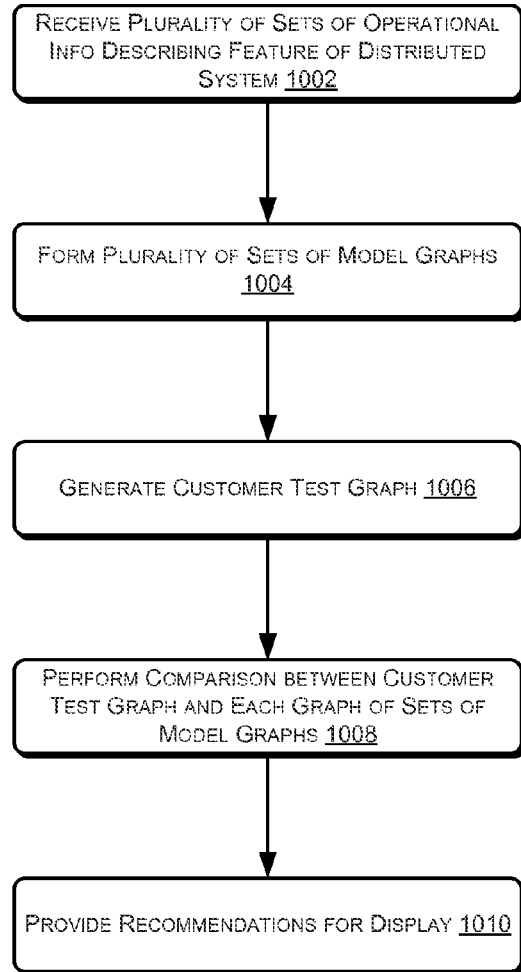 RECEIVE PLURALITY OF SETS OF OPERATIONAL
INFO DESCRIBING FEATURE OF DISTRIBUTED
SYSTEM 1002
FORM PLURALITY OF SETS OF MODEL GRAPHS
1004
GENERATE CUSTOMER TEST GRAPH 1006
PERFORM COMPARISON BETWEEN CUSTOMER
TEST GRAPH AND EACH GRAPH OF SETS OF
MODEL GRAPHS 1008
PROVIDE RECOMMENDATIONS FOR DISPLAY 1010